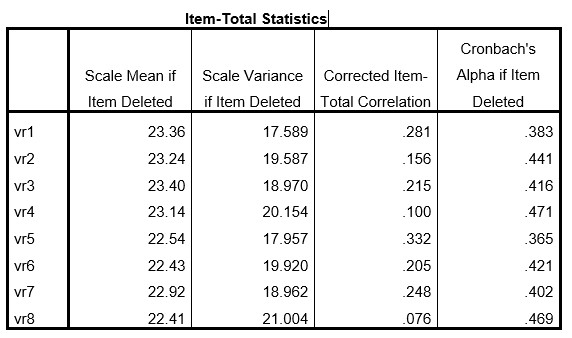 Item-Total Statistics
Scale Mean if Item Deleted Scale Variance if Item Deleted Corrected Item-Total Correlation Cronbach's Alpha if Item Deleted
vr1 23.36 17.589 .281 .383
vr2 23.24 19.587 .156 .441
vr3 23.40 18.970 .215 .416
vr4 23.14 20.154 .100 .471
vr5 22.54 17.957 .332 .365
vr6 22.43 19.920 .205 .421
vr7 22.92 18.962 .248 .402
vr8 22.41 21.004 .076 .469